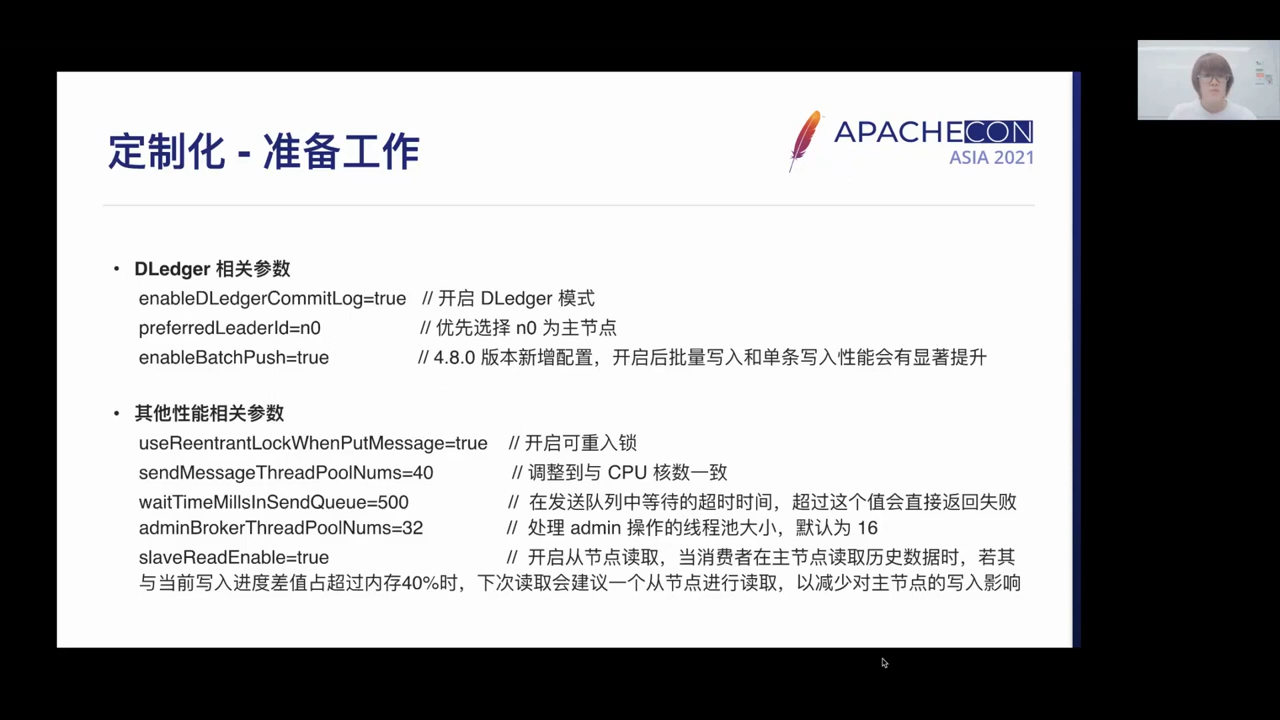 定制化 - 准备工作
APACHECON
ASIA 2021
• DLedger 相关参数
enableDLedgerCommitLog=true // 开启 DLedger 模式
preferredLeaderId=n0 // 优先选择 n0 为主节点
enableBatchPush=true // 4.8.0 版本新增配置，开启后批量写入和单条写入性能会有显著提升
• 其他性能相关参数
useReentrantLockWhenPutMessage=true // 开启可重入锁
sendMessageThreadPoolNums=40 // 调整到与 CPU 核数一致
waitTimeMillsInSendQueue=500 // 在发送队列中等待的超时时间，超过这个值会直接返回失败
adminBrokerThreadPoolNums=32 // 处理 admin 操作的线程池大小，默认为 16
slaveReadEnable=true // 开启从节点读取，当消费者在主节点读取历史数据时，若其
与当前写入进度差值占超过内存40%时，下次读取会建议一个从节点进行读取，以减少对主节点的写入影响